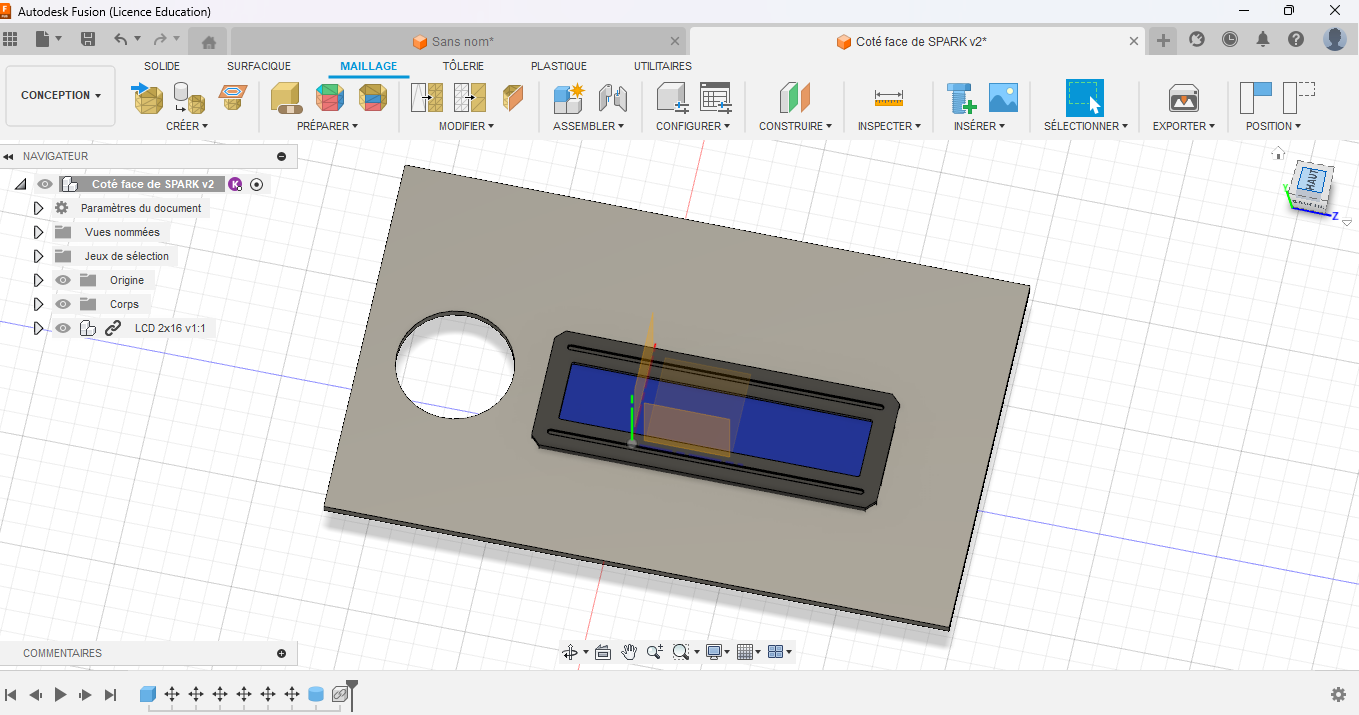 Autodesk Fusion (Licence Education)
Sans nom*
Coté face de SPARK v2*
SOLIDE SURFACIQUE MAILLAGE TÔLERIE PLASTIQUE UTILITAIRES
CONCEPTION
CRÉER PRÉPARER MODIFIER ASSEMBLER CONFIGURER CONSTRUIRE INSPECTER INSÉRER SÉLECTIONNER EXPORTER POSITION
NAVIGATEUR
Coté face de SPARK v2
K
Paramètres du document
Vues nommées
Jeux de sélection
Origine
Corps
LCD 2x16 v1:1
HAUT
Y
Z
COMMENTAIRES